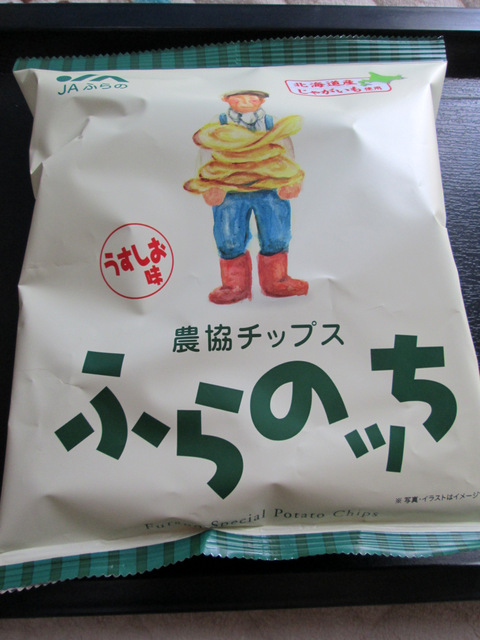 JAふらの
北海道産
じゃがいも使用
うすしお
味
農協チップス
ふらのッち
※写真・イラストはイメージ
Furano Special Potato Chips